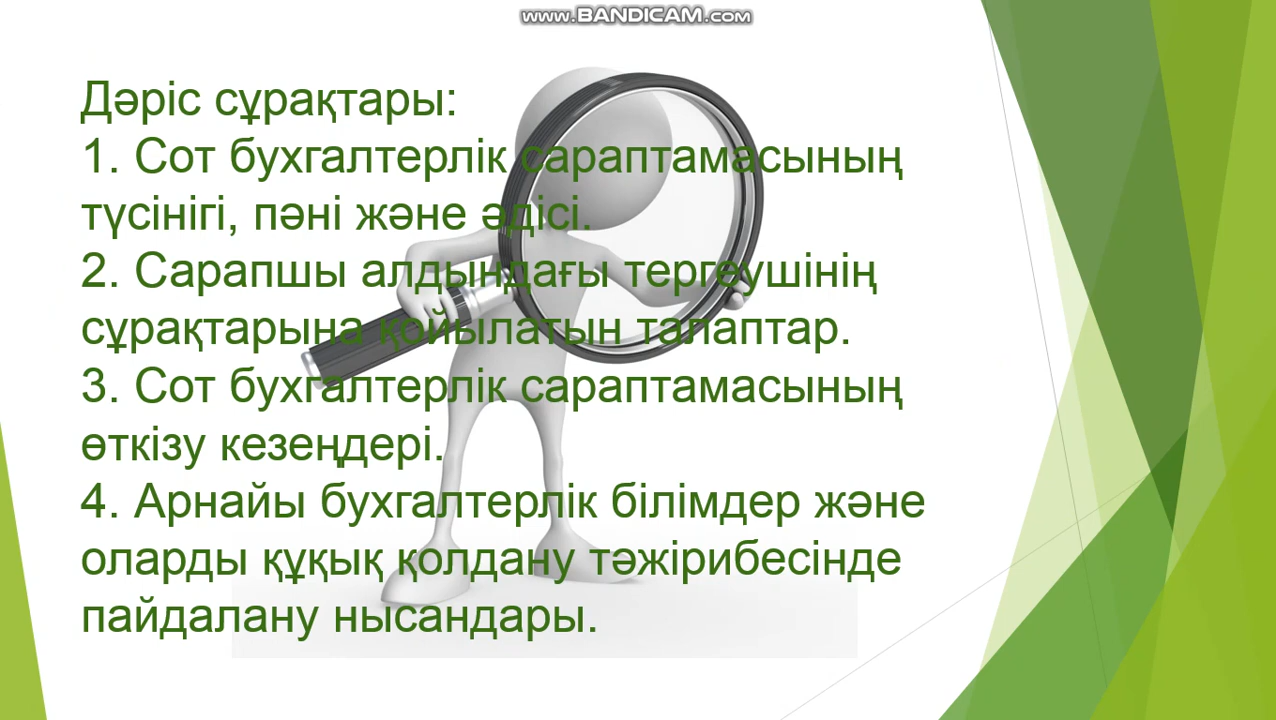 www.BANDICAM.com
Дәріс сұрақтары:
1. Сот бухгалтерлік сараптамасының
түсінігі, пәні және әдісі.
2. Сарапшы алдындағы тергеушінің
сұрақтарына қойылатын талаптар.
3. Сот бухгалтерлік сараптамасының
өткізу кезеңдері.
4. Арнайы бухгалтерлік білімдер және
оларды құқық қолдану тәжірибесінде
пайдалану нысандары.